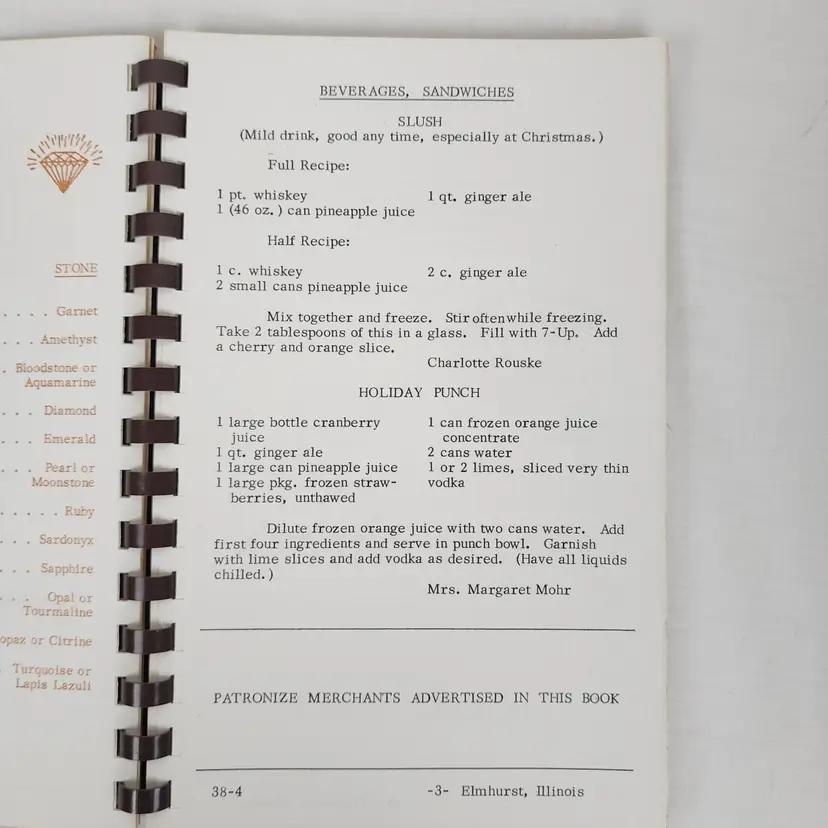 STONE
. . . . Garnet
. . . Amethyst
. Bloodstone or
Aquamarine
. . . Diamond
. . . Emerald
. . . Pearl or
Moonstone
. . . . . Ruby
. . . Sardonyx
. . . Sapphire
. . . Opal or
Tourmaline
opaz or Citrine
. Turquoise or
Lapis Lazuli
BEVERAGES, SANDWICHES
SLUSH
(Mild drink, good any time, especially at Christmas.)
Full Recipe:
1 pt. whiskey 1 qt. ginger ale
1 (46 oz.) can pineapple juice
Half Recipe:
1 c. whiskey 2 c. ginger ale
2 small cans pineapple juice
Mix together and freeze. Stir often while freezing.
Take 2 tablespoons of this in a glass. Fill with 7-Up. Add
a cherry and orange slice.
Charlotte Rouske
HOLIDAY PUNCH
1 large bottle cranberry 1 can frozen orange juice
juice concentrate
1 qt. ginger ale 2 cans water
1 large can pineapple juice 1 or 2 limes, sliced very thin
1 large pkg. frozen straw- vodka
berries, unthawed
Dilute frozen orange juice with two cans water. Add
first four ingredients and serve in punch bowl. Garnish
with lime slices and add vodka as desired. (Have all liquids
chilled.)
Mrs. Margaret Mohr
PATRONIZE MERCHANTS ADVERTISED IN THIS BOOK
38-4 -3- Elmhurst, Illinois